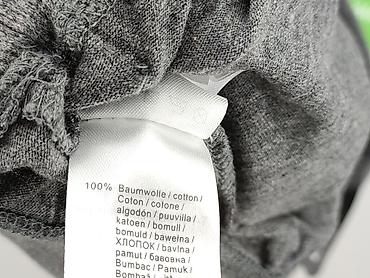 100% Baumwolle / cotton /
Coton / cotone /
algodón / puuvilla /
katoen / bomull /
bomuld / bawełna /
ХЛОПОК / bavlna /
pamut / бавовна /
Bumbac / Pamuk /